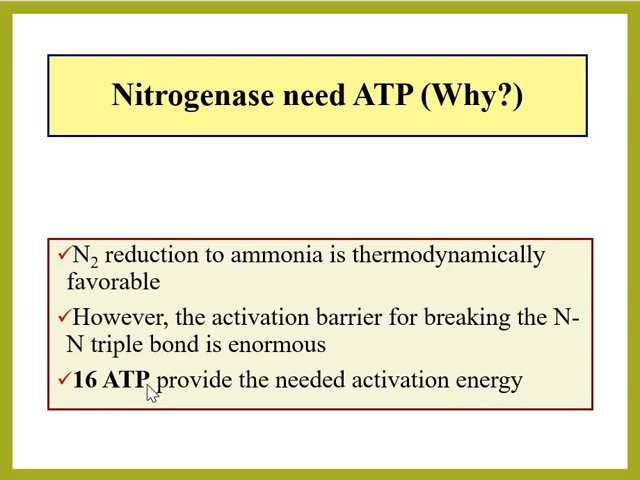 Nitrogenase need ATP (Why?)
✓N₂ reduction to ammonia is thermodynamically
favorable
✓However, the activation barrier for breaking the N-
N triple bond is enormous
✓16 ATP provide the needed activation energy